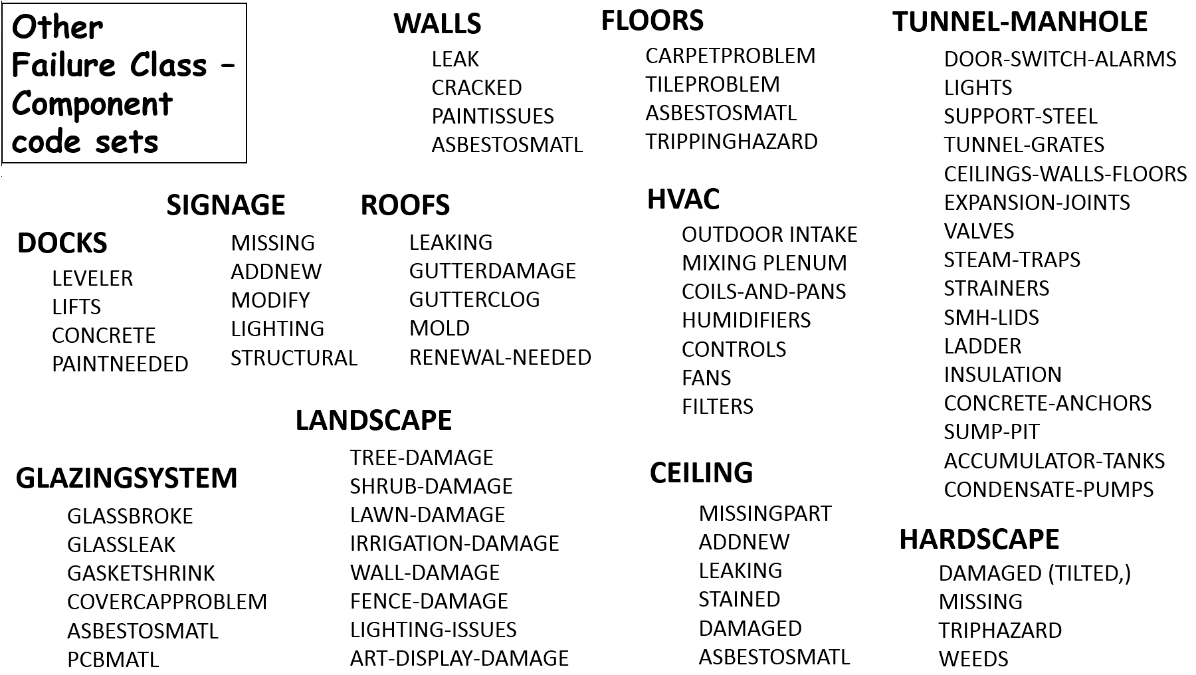 Other
Failure Class –
Component
code sets
WALLS
LEAK
CRACKED
PAINTISSUES
ASBESTOSMATL
FLOORS
CARPETPROBLEM
TILEPROBLEM
ASBESTOSMATL
TRIPPINGHAZARD
TUNNEL-MANHOLE
DOOR-SWITCH-ALARMS
LIGHTS
SUPPORT-STEEL
TUNNEL-GRATES
CEILINGS-WALLS-FLOORS
EXPANSION-JOINTS
VALVES
STEAM-TRAPS
STRAINERS
SMH-LIDS
LADDER
INSULATION
CONCRETE-ANCHORS
SUMP-PIT
ACCUMULATOR-TANKS
CONDENSATE-PUMPS
DOCKS
LEVELER
LIFTS
CONCRETE
PAINTNEEDED
SIGNAGE
MISSING
ADDNEW
MODIFY
LIGHTING
STRUCTURAL
ROOFS
LEAKING
GUTTERDAMAGE
GUTTERCLOG
MOLD
RENEWAL-NEEDED
HVAC
OUTDOOR INTAKE
MIXING PLENUM
COILS-AND-PANS
HUMIDIFIERS
CONTROLS
FANS
FILTERS
GLAZINGSYSTEM
GLASSBROKE
GLASSLEAK
GASKETSHRINK
COVERCAPPROBLEM
ASBESTOSMATL
PCBMATL
LANDSCAPE
TREE-DAMAGE
SHRUB-DAMAGE
LAWN-DAMAGE
IRRIGATION-DAMAGE
WALL-DAMAGE
FENCE-DAMAGE
LIGHTING-ISSUES
ART-DISPLAY-DAMAGE
CEILING
MISSINGPART
ADDNEW
LEAKING
STAINED
DAMAGED
ASBESTOSMATL
HARDSCAPE
DAMAGED (TILTED,)
MISSING
TRIPHAZARD
WEEDS